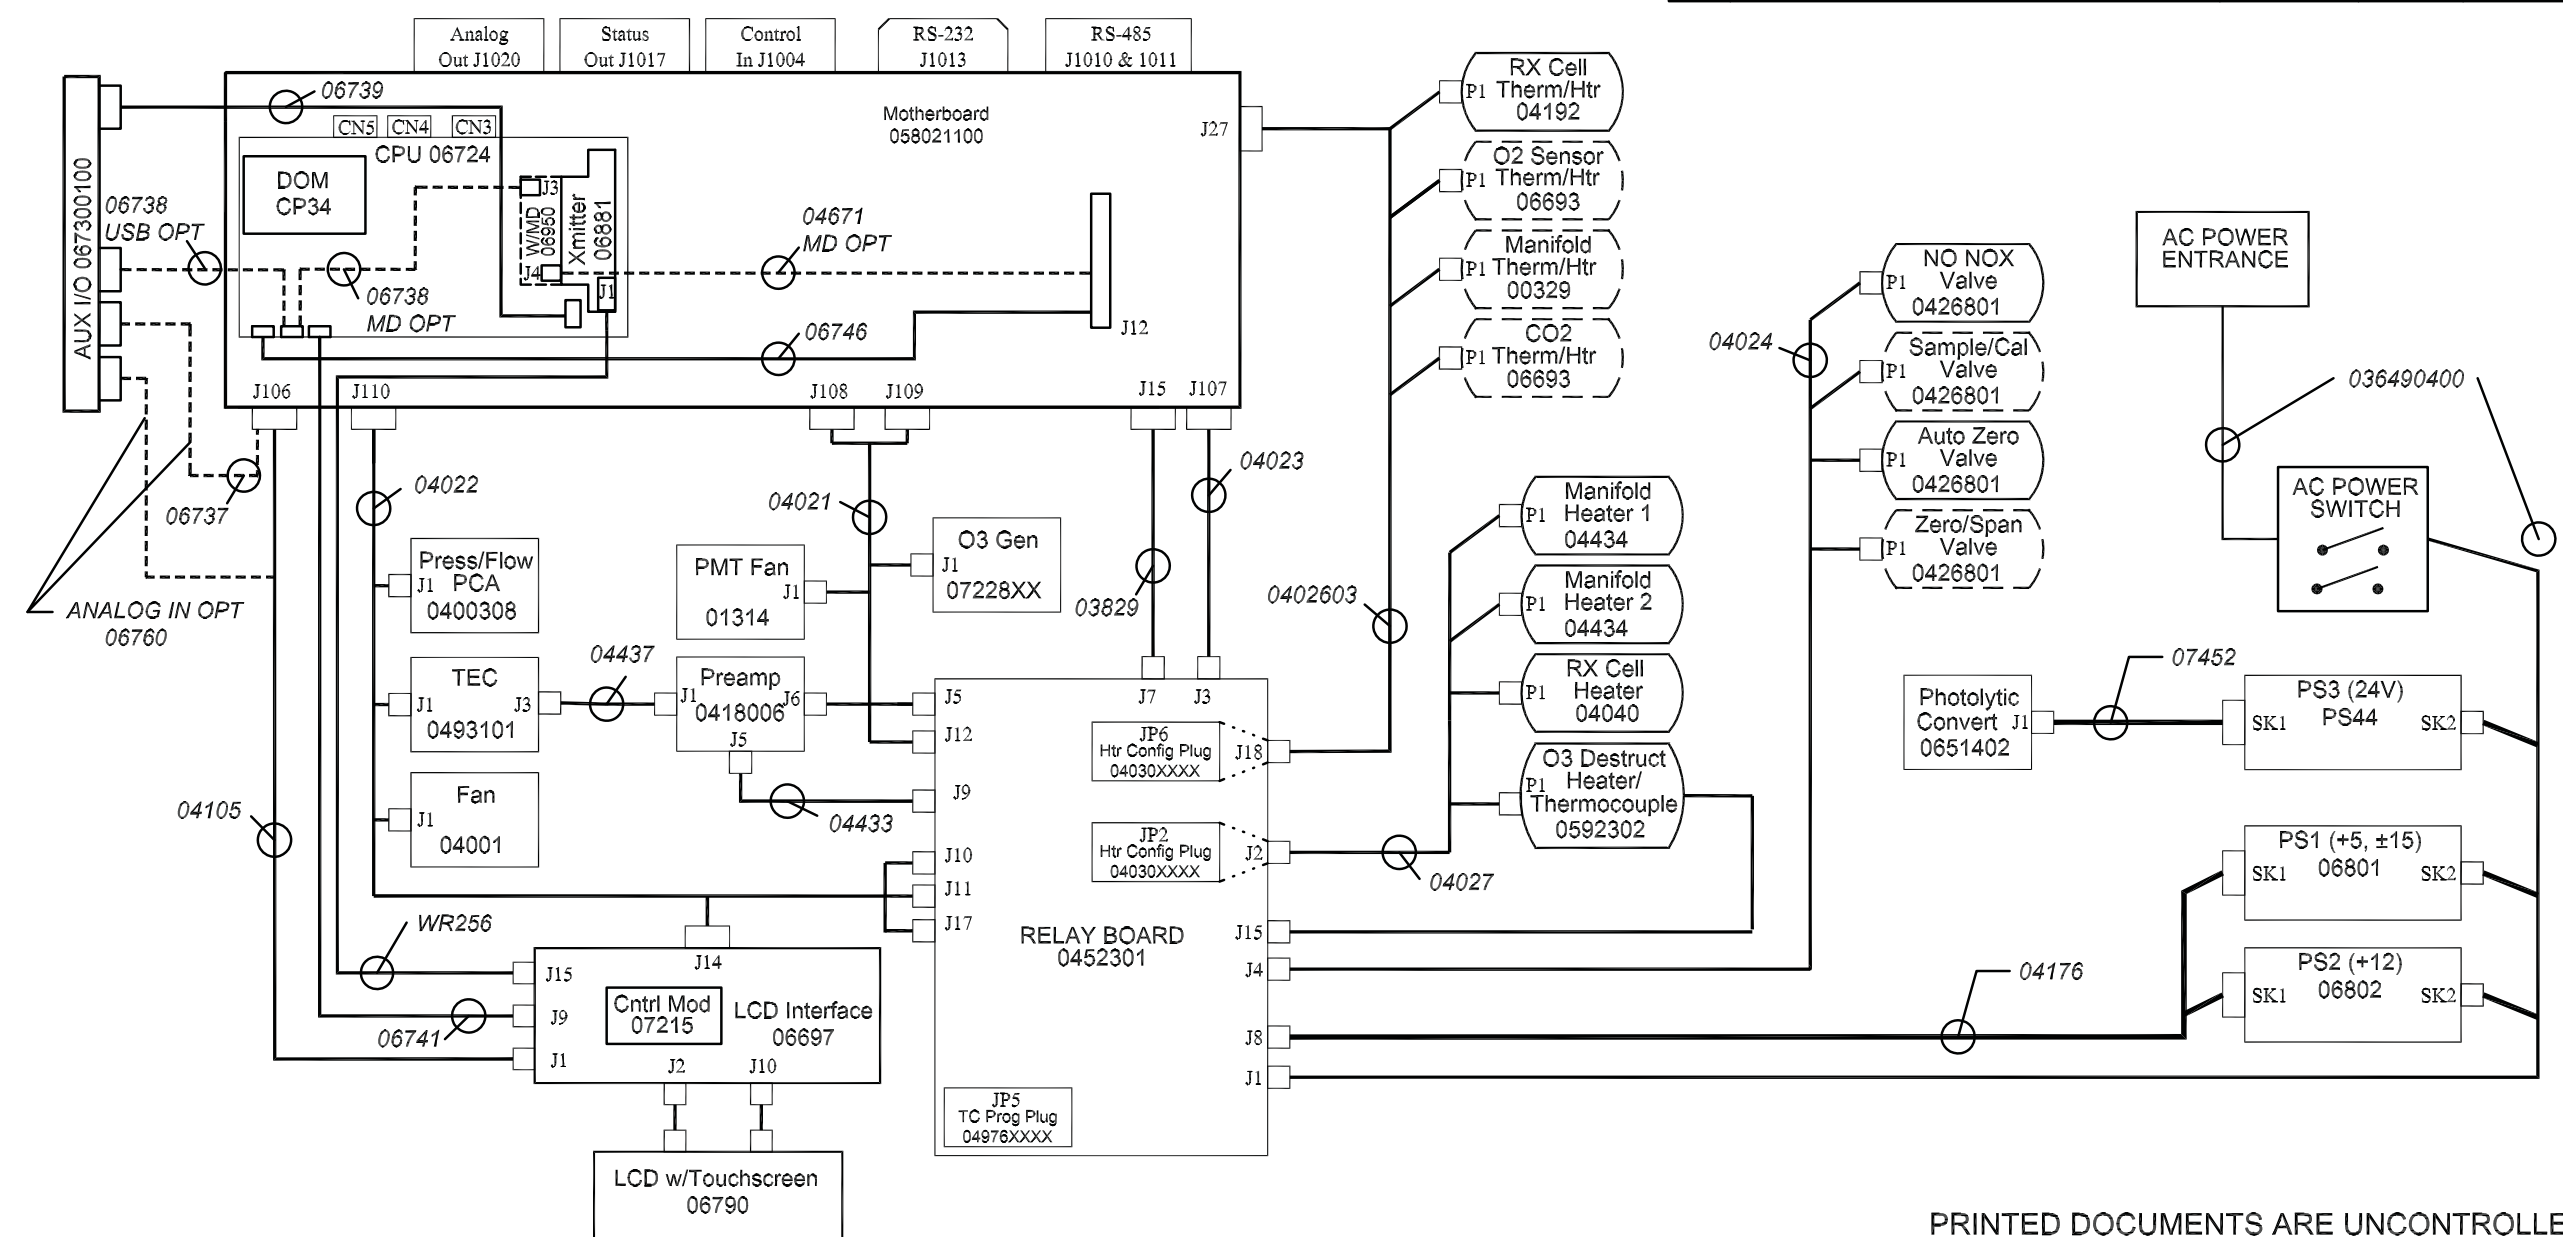 Analog
Out J1020
Status
Out J1017
Control
In J1004
RS-232
J1013
RS-485
J1010 & 1011
AUX I/O 067300100
06739
06738
USB OPT
Motherboard
058021100
J27
CN5
CN4
CN3
CPU 06724
DOM
CP34
J3
W/MD
06950
J4
Xmitter
06881
J1
06738
MD OPT
04671
MD OPT
06746
J12
J106
J110
J108
J109
J15
J107
06737
ANALOG IN OPT
06760
04022
04021
04023
03829
Press/Flow
J1 PCA
0400308
TEC
J1
J3
0493101
Fan
J1
04001
04437
PMT Fan
J1
01314
O3 Gen
J1
07228XX
Preamp
J1
0418006
J6
J5
04433
04105
WR256
06741
J14
J15
J9
J1
Cntrl Mod
07215
LCD Interface
06697
J2
J10
LCD w/Touchscreen
06790
J7
J3
J5
J12
J9
J10
J11
J17
JP6
Htr Config Plug
04030XXXX
J18
JP2
Htr Config Plug
04030XXXX
J2
RELAY BOARD
0452301
J15
J4
J8
J1
JP5
TC Prog Plug
04976XXXX
RX Cell
P1 Therm/Htr
04192
O2 Sensor
P1 Therm/Htr
06693
Manifold
P1 Therm/Htr
00329
CO2
P1 Therm/Htr
06693
0402603
04027
Manifold
P1 Heater 1
04434
Manifold
P1 Heater 2
04434
RX Cell
P1 Heater
04040
O3 Destruct
P1 Heater/
Thermocouple
0592302
04024
NO NOX
P1 Valve
0426801
Sample/Cal
P1 Valve
0426801
Auto Zero
P1 Valve
0426801
Zero/Span
P1 Valve
0426801
AC POWER
ENTRANCE
036490400
AC POWER
SWITCH
07452
Photolytic
Convert J1
0651402
PS3 (24V)
PS44
SK1
SK2
PS1 (+5, ±15)
06801
SK1
SK2
PS2 (+12)
06802
SK1
SK2
04176
PRINTED DOCUMENTS ARE UNCONTROLLE